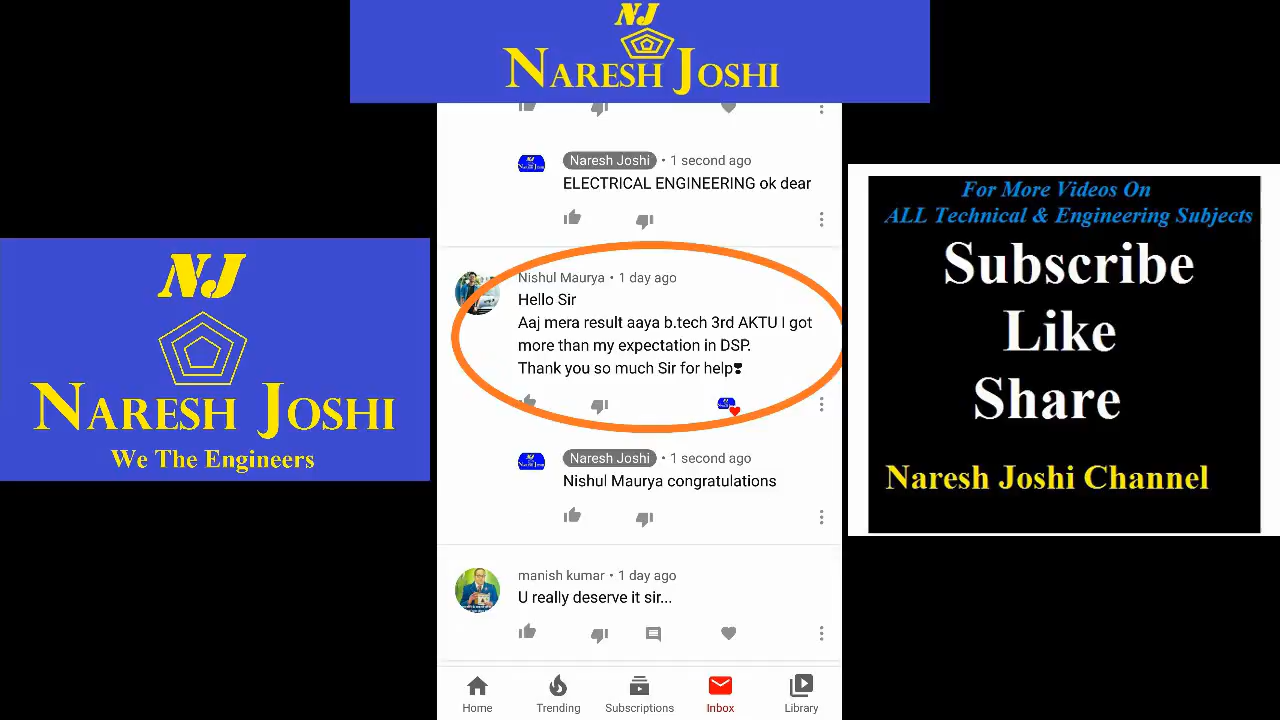 NJ
NARESH JOSHI
Naresh Joshi • 1 second ago
ELECTRICAL ENGINEERING ok dear
Nishul Maurya • 1 day ago
Hello Sir
Aaj mera result aaya b.tech 3rd AKTU I got
more than my expectation in DSP.
Thank you so much Sir for help❣
Naresh Joshi • 1 second ago
Nishul Maurya congratulations
manish kumar • 1 day ago
U really deserve it sir...
Home
Trending
Subscriptions
Inbox
Library
NJ
NARESH JOSHI
We The Engineers
For More Videos On
ALL Technical & Engineering Subjects
Subscribe
Like
Share
Naresh Joshi Channel